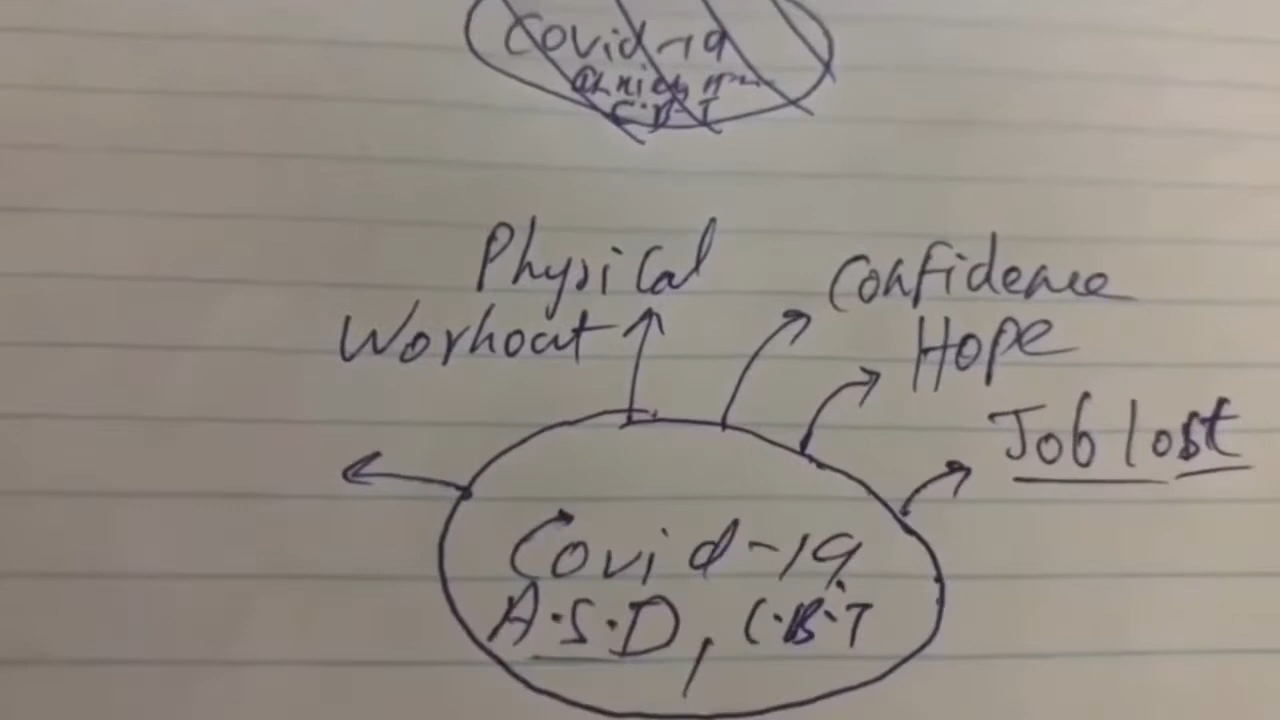 Covid-19
C.B.T
Physical
Workout
Confidence
Hope
Job lost
Covid-19
A.S.D, C.B.T